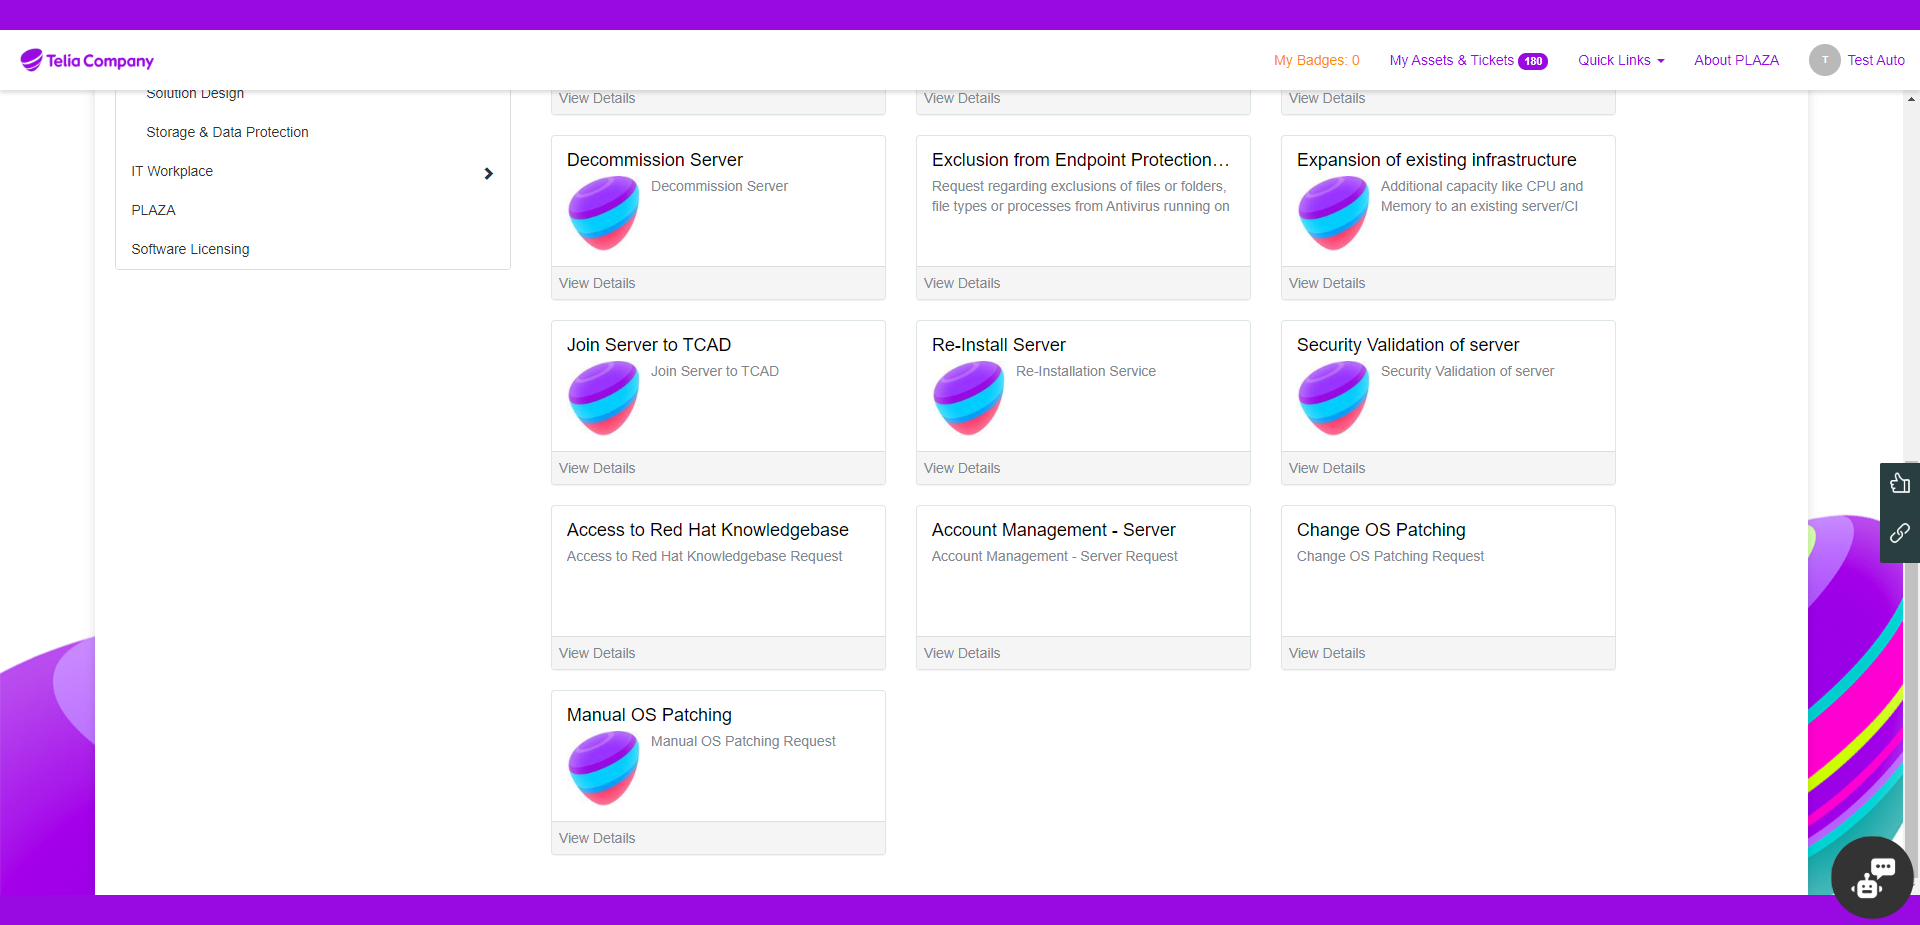 Telia Company
My Badges: 0
My Assets & Tickets 180
Quick Links
About PLAZA
T
Test Auto
Solution Design
Storage & Data Protection
IT Workplace
PLAZA
Software Licensing
View Details
View Details
View Details
Decommission Server
Decommission Server
View Details
Exclusion from Endpoint Protection…
Request regarding exclusions of files or folders,
file types or processes from Antivirus running on
View Details
Expansion of existing infrastructure
Additional capacity like CPU and
Memory to an existing server/CI
View Details
Join Server to TCAD
Join Server to TCAD
View Details
Re-Install Server
Re-Installation Service
View Details
Security Validation of server
Security Validation of server
View Details
Access to Red Hat Knowledgebase
Access to Red Hat Knowledgebase Request
View Details
Account Management - Server
Account Management - Server Request
View Details
Change OS Patching
Change OS Patching Request
View Details
Manual OS Patching
Manual OS Patching Request
View Details